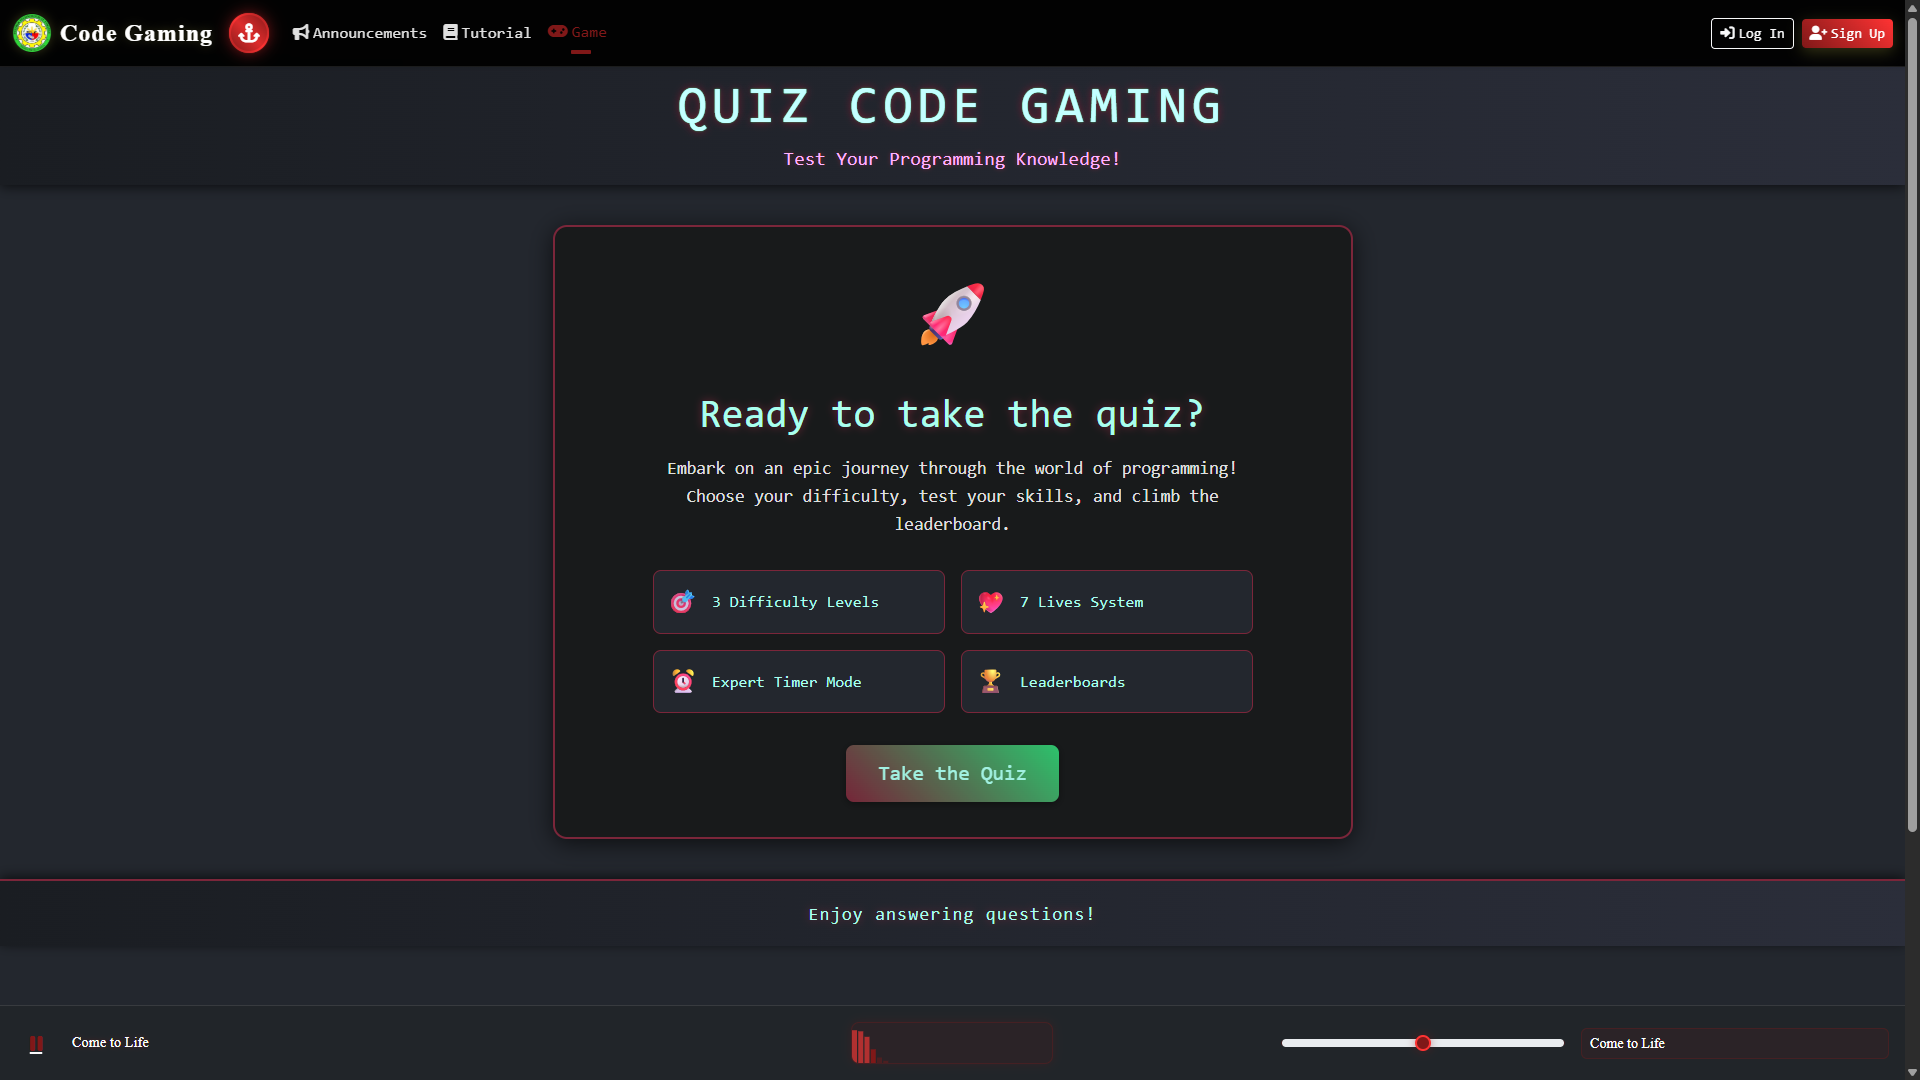 Code Gaming
Announcements
Tutorial
Game
Log In
Sign Up
QUIZ CODE GAMING
Test Your Programming Knowledge!
Ready to take the quiz?
Embark on an epic journey through the world of programming!
Choose your difficulty, test your skills, and climb the
leaderboard.
3 Difficulty Levels
7 Lives System
Expert Timer Mode
Leaderboards
Take the Quiz
Enjoy answering questions!
Come to Life
Come to Life